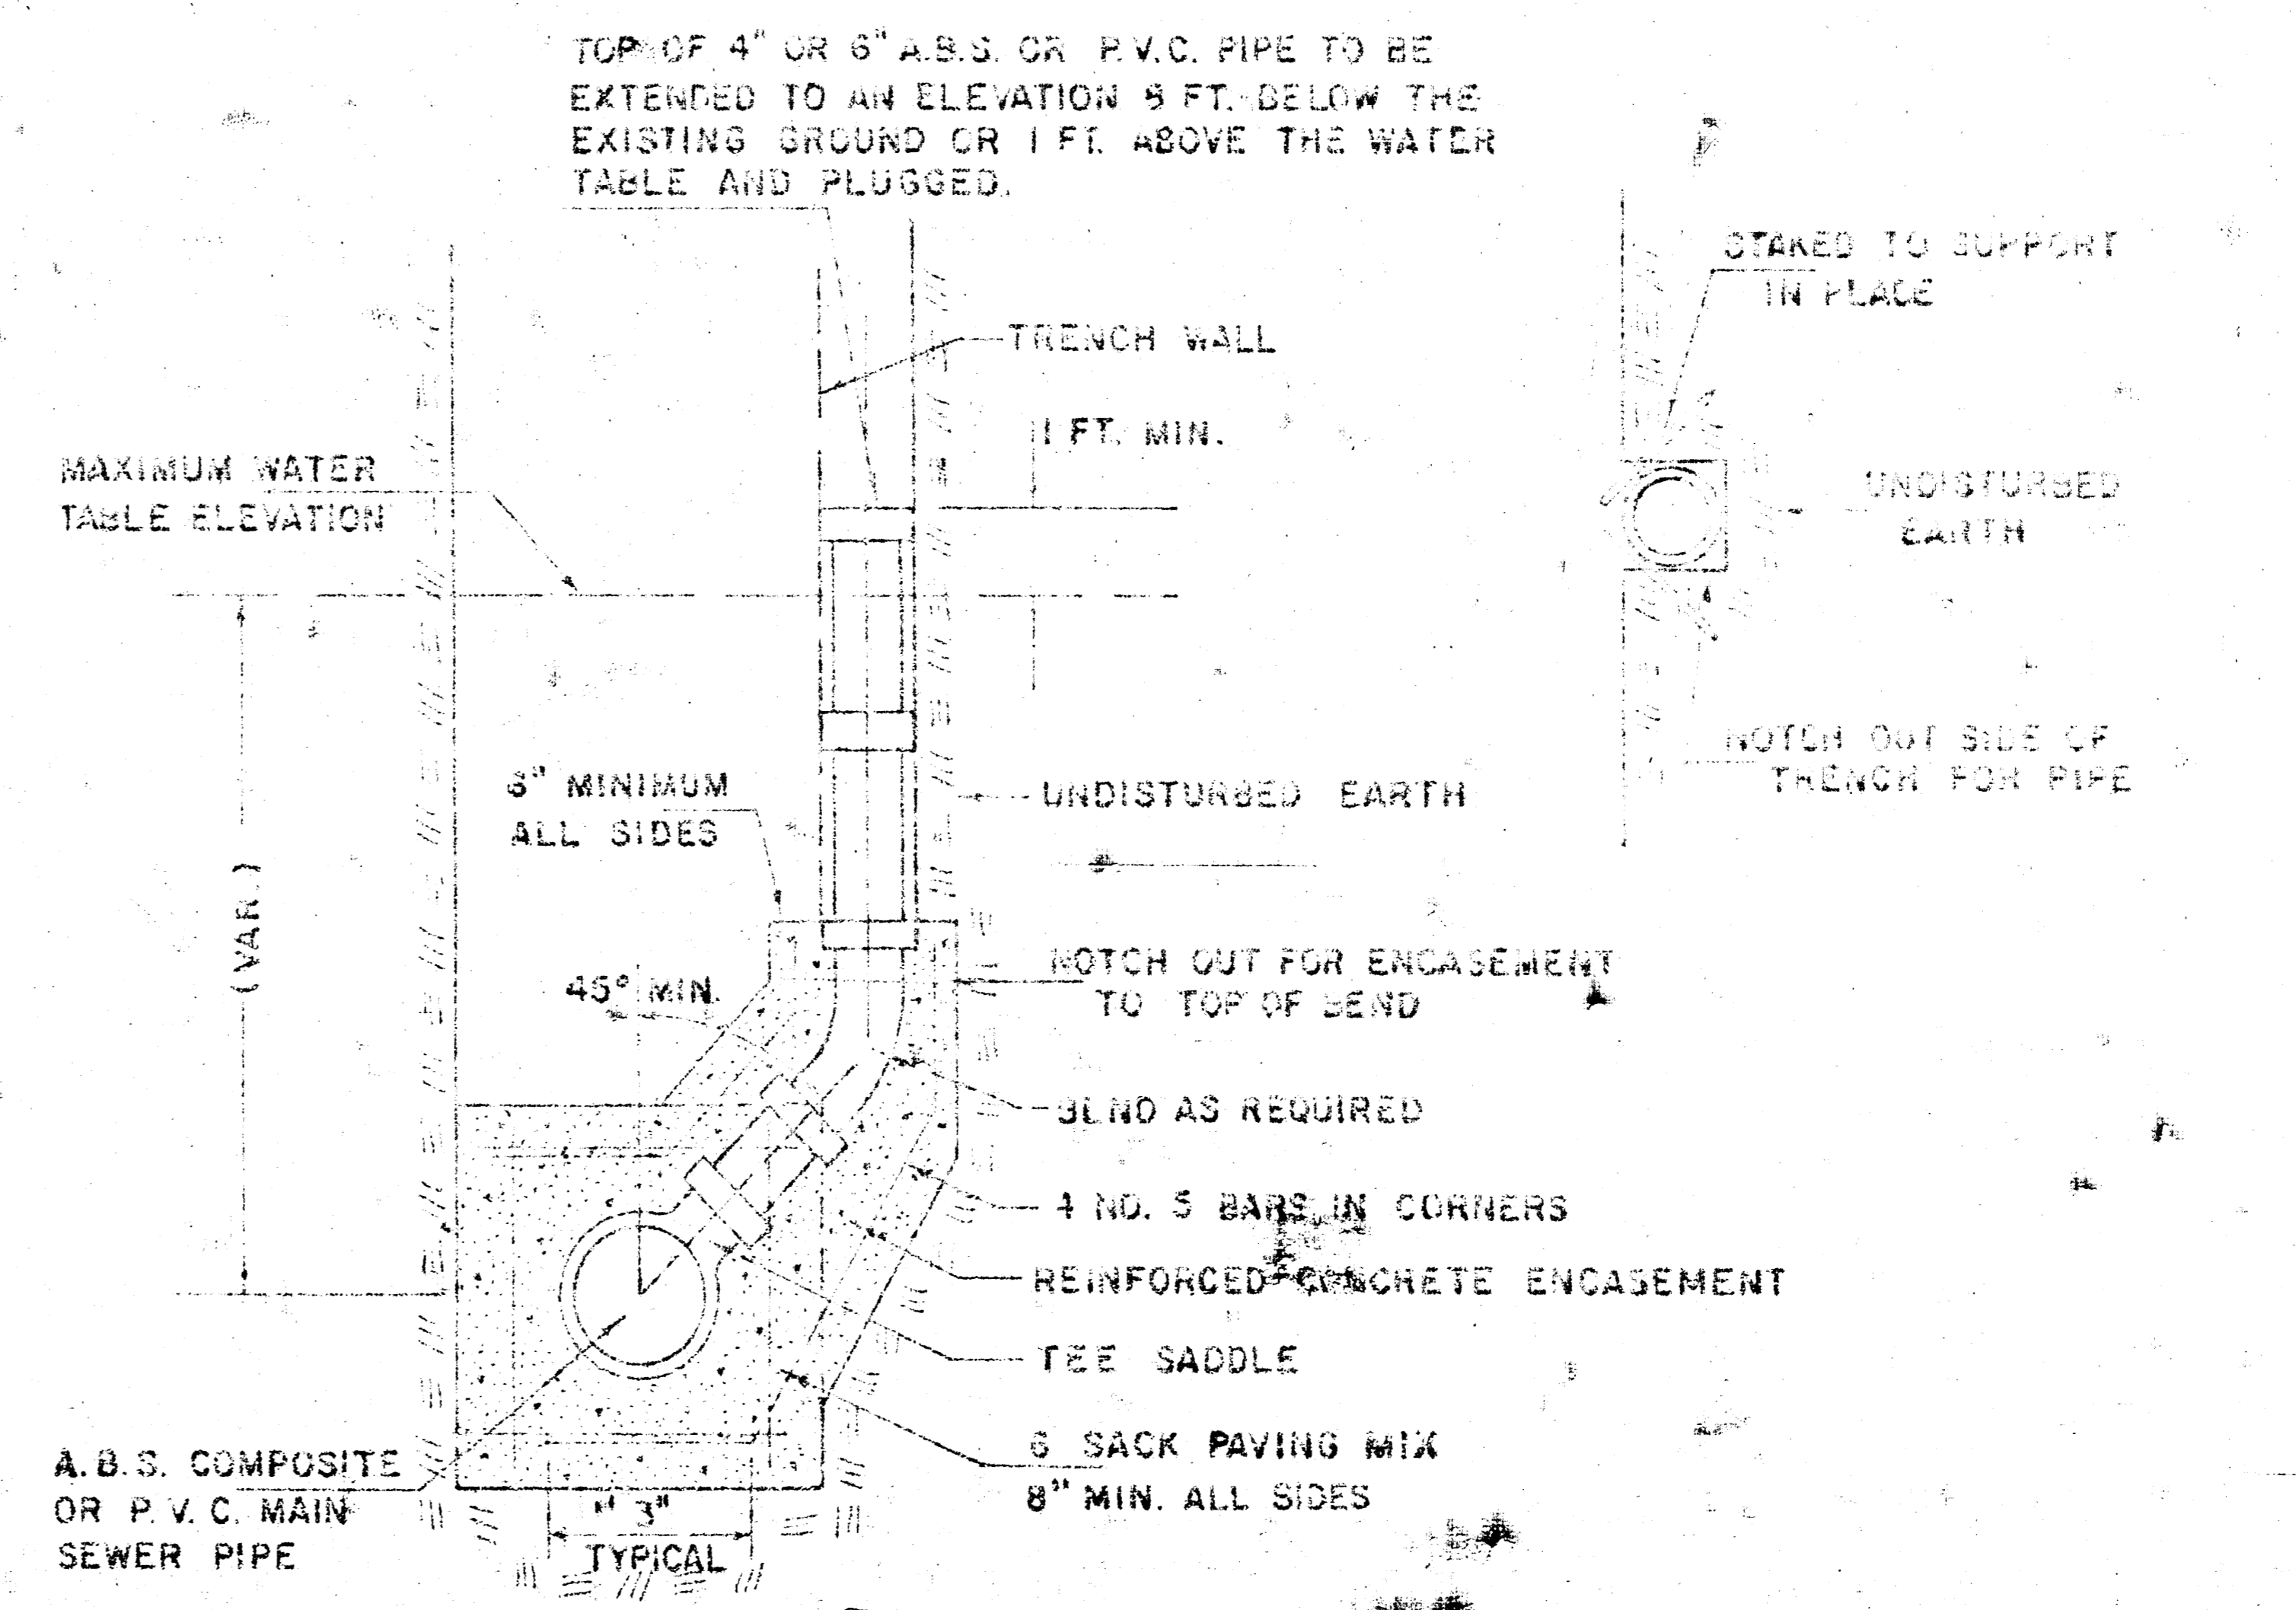 TOP OF 4" OR 6" A.B.S. OR P.V.C. PIPE TO BE
EXTENDED TO AN ELEVATION 8 FT. BELOW THE
EXISTING GROUND OR 1 FT. ABOVE THE WATER
TABLE AND PLUGGED.
STAKED TO SUPPORT
IN PLACE
TRENCH WALL
1 FT. MIN.
MAXIMUM WATER
TABLE ELEVATION
UNDISTURBED
EARTH
NOTCH OUT SIDE OF
TRENCH FOR PIPE
MINIMUM
ALL SIDES
UNDISTURBED EARTH
(VAR.)
45° MIN.
NOTCH OUT FOR ENCASEMENT
TO TOP OF BEND
BEND AS REQUIRED
4 NO. 5 BARS IN CORNERS
REINFORCED CONCRETE ENCASEMENT
TEE SADDLE
6 SACK PAVING MIX
8" MIN. ALL SIDES
A.B.S. COMPOSITE
OR P.V.C. MAIN
SEWER PIPE
3"
TYPICAL